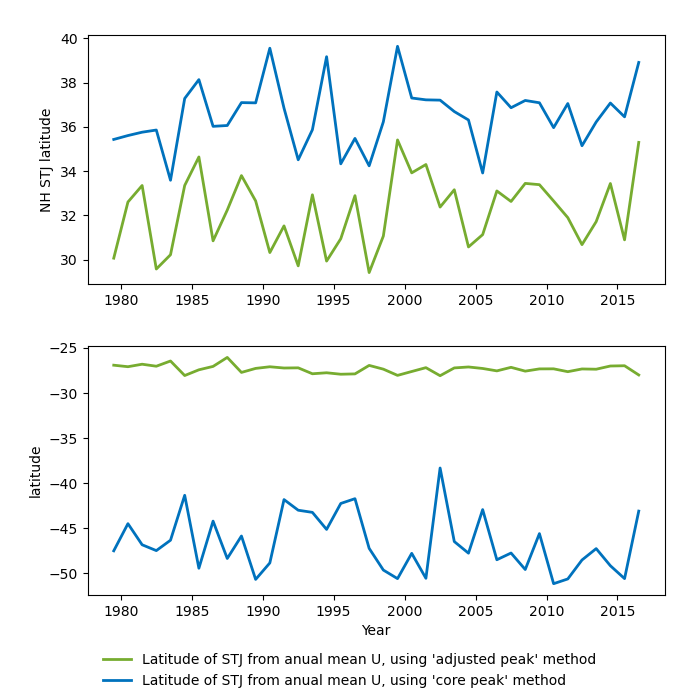 NH STJ latitude
40
38
36
34
32
30
1980 1985 1990 1995 2000 2005 2010 2015
latitude
−25
−30
−35
−40
−45
−50
1980 1985 1990 1995 2000 2005 2010 2015
Year
Latitude of STJ from anual mean U, using 'adjusted peak' method
Latitude of STJ from anual mean U, using 'core peak' method